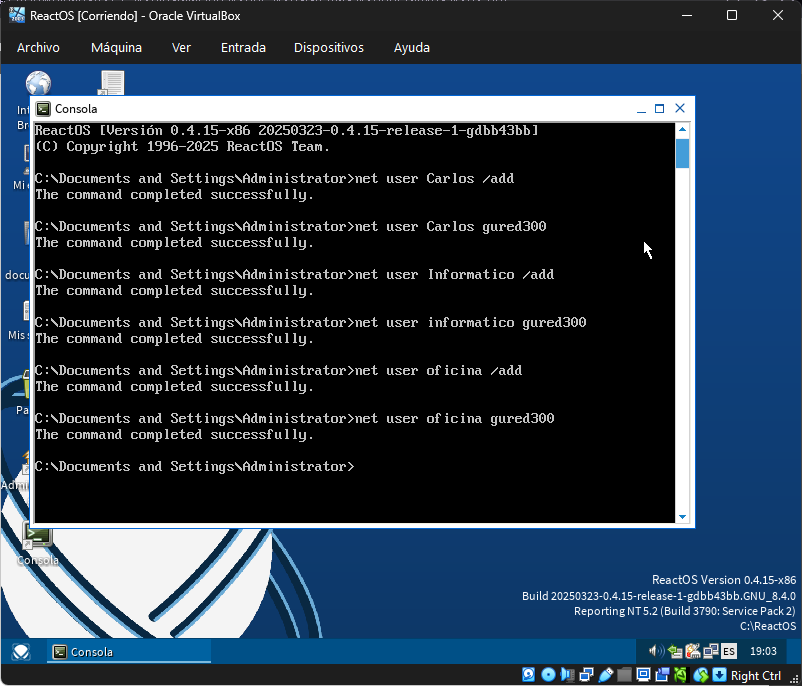 ReactOS [Corriendo] - Oracle VirtualBox
Archivo Máquina Ver Entrada Dispositivos Ayuda
Consola
ReactOS [Versión 0.4.15-x86 20250323-0.4.15-release-1-gdbb43bb]
(C) Copyright 1996-2025 ReactOS Team.
C:\Documents and Settings\Administrator>net user Carlos /add
The command completed successfully.
C:\Documents and Settings\Administrator>net user Carlos gured300
The command completed successfully.
C:\Documents and Settings\Administrator>net user Informatico /add
The command completed successfully.
C:\Documents and Settings\Administrator>net user informatico gured300
The command completed successfully.
C:\Documents and Settings\Administrator>net user oficina /add
The command completed successfully.
C:\Documents and Settings\Administrator>net user oficina gured300
The command completed successfully.
C:\Documents and Settings\Administrator>
Consola
ReactOS Version 0.4.15-x86
Build 20250323-0.4.15-release-1-gdbb43bb.GNU_8.4.0
Reporting NT 5.2 (Build 3790: Service Pack 2)
C:\ReactOS
Consola
ES 19:03
Right Ctrl